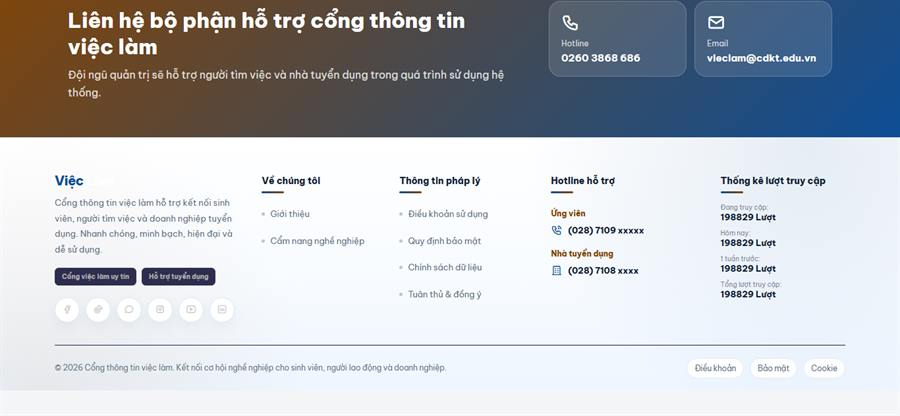 Liên hệ bộ phận hỗ trợ cổng thông tin
việc làm
Đội ngũ quản trị sẽ hỗ trợ người tìm việc và nhà tuyển dụng trong quá trình sử dụng hệ
thống.
Hotline
0260 3868 686
Email
vieclam@cdkt.edu.vn
Việc
Cổng thông tin việc làm hỗ trợ kết nối sinh
viên, người tìm việc và doanh nghiệp tuyển
dụng. Nhanh chóng, minh bạch, hiện đại và
dễ sử dụng.
Cổng việc làm uy tín
Hỗ trợ tuyển dụng
Về chúng tôi
Giới thiệu
Cẩm nang nghề nghiệp
Thông tin pháp lý
Điều khoản sử dụng
Quy định bảo mật
Chính sách dữ liệu
Tuân thủ & đồng ý
Hotline hỗ trợ
Ứng viên
(028) 7109 xxxxx
Nhà tuyển dụng
(028) 7108 xxxx
Thống kê lượt truy cập
Đang truy cập:
198829 Lượt
Hôm nay:
198829 Lượt
1 tuần trước:
198829 Lượt
Tổng lượt truy cập:
198829 Lượt
© 2026 Cổng thông tin việc làm. Kết nối cơ hội nghề nghiệp cho sinh viên, người lao động và doanh nghiệp.
Điều khoản
Bảo mật
Cookie